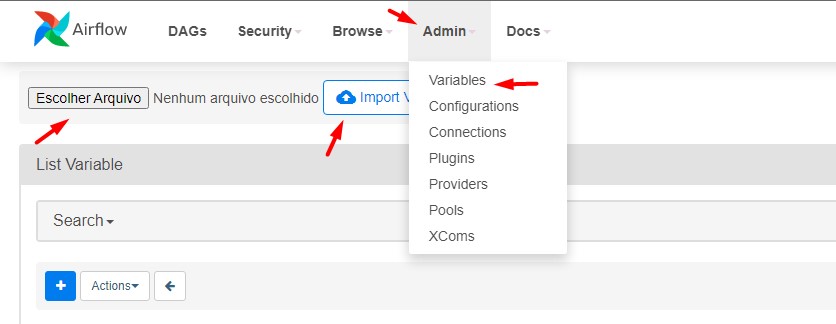 Airflow DAGs Security Browse Admin Docs
Variables
Escolher Arquivo Nenhum arquivo escolhido Import V
Configurations
Connections
Plugins
List Variable
Providers
Pools
Search
XComs
+ Actions